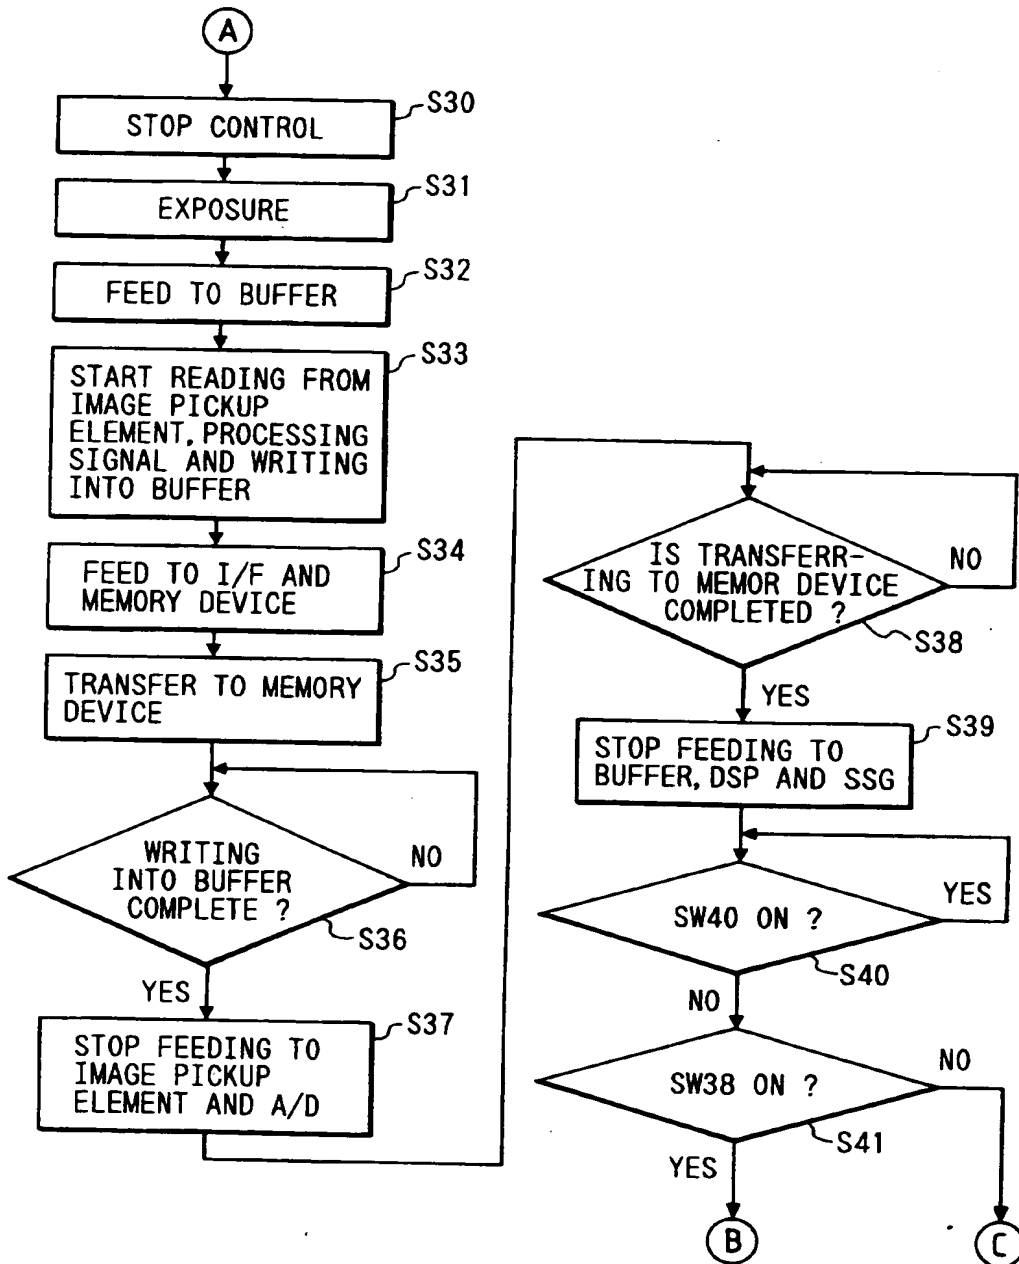 A
S30
STOP CONTROL
S31
EXPOSURE
S32
FEED TO BUFFER
S33
START READING FROM
IMAGE PICKUP
ELEMENT, PROCESSING
SIGNAL AND WRITING
INTO BUFFER
S34
FEED TO I/F AND
MEMORY DEVICE
S35
TRANSFER TO MEMORY
DEVICE
WRITING
INTO BUFFER
COMPLETE ?
NO
S36
YES
S37
STOP FEEDING TO
IMAGE PICKUP
ELEMENT AND A/D
IS TRANSFERR-
ING TO MEMOR DEVICE
COMPLETED ?
NO
S38
YES
S39
STOP FEEDING TO
BUFFER, DSP AND SSG
SW40 ON ?
YES
S40
NO
SW38 ON ?
NO
S41
YES
B
C